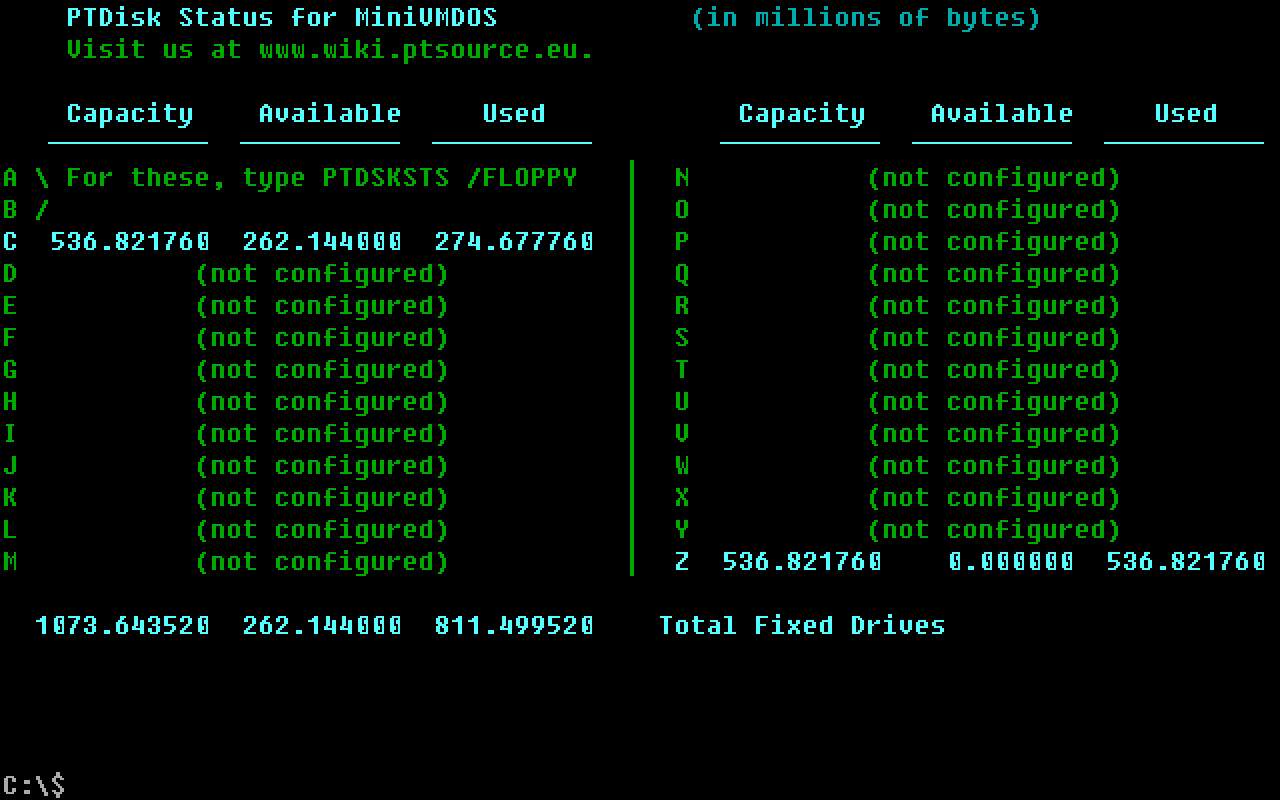 PTDisk Status for MiniVMDOS (in millions of bytes)
Visit us at www.wiki.ptsource.eu.
Capacity Available Used Capacity Available Used
A \ For these, type PTDSKSTS /FLOPPY N (not configured)
B / O (not configured)
C 536.821760 262.144000 274.677760 P (not configured)
D (not configured) Q (not configured)
E (not configured) R (not configured)
F (not configured) S (not configured)
G (not configured) T (not configured)
H (not configured) U (not configured)
I (not configured) V (not configured)
J (not configured) W (not configured)
K (not configured) X (not configured)
L (not configured) Y (not configured)
M (not configured) Z 536.821760 0.000000 536.821760
1073.643520 262.144000 811.499520 Total Fixed Drives
C:\$